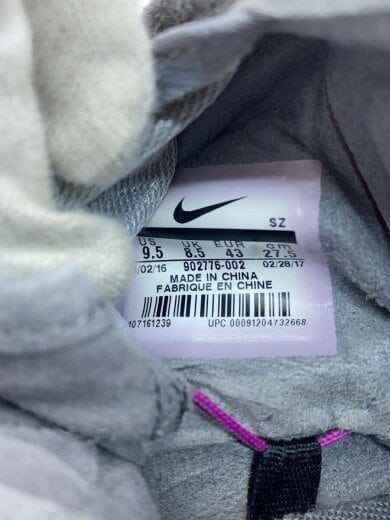 SZ
US UK EUR cm
9.5 8.5 43 27.5
/02/16 902776-002 02/28/17
MADE IN CHINA
FABRIQUE EN CHINE
107161239 UPC 00091204732668